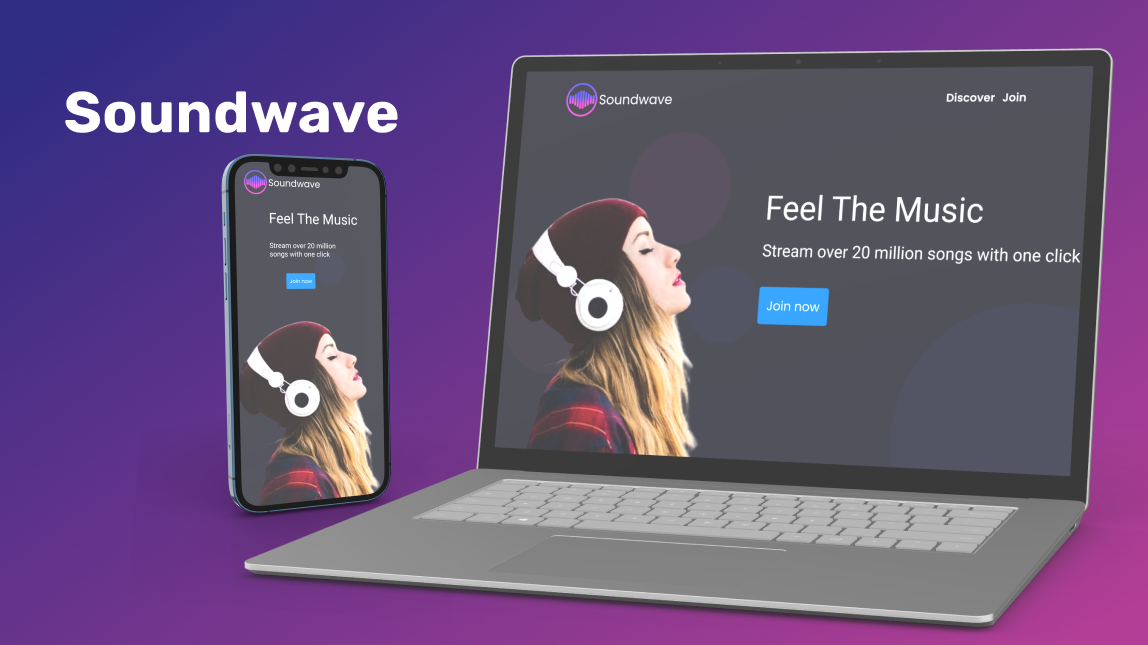 Soundwave
Soundwave
Feel The Music
Stream over 20 million
songs with one click
Join now
Soundwave
Discover Join
Feel The Music
Stream over 20 million songs with one click
Join now